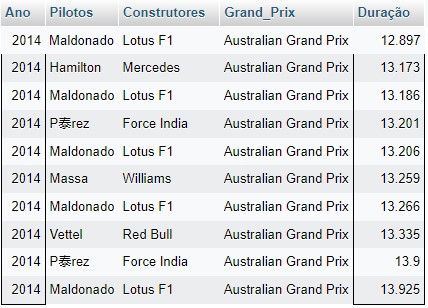 Ano Pilotos Construtores Grand_Prix Duração
2014 Maldonado Lotus F1 Australian Grand Prix 12.897
2014 Hamilton Mercedes Australian Grand Prix 13.173
2014 Maldonado Lotus F1 Australian Grand Prix 13.186
2014 P泰rez Force India Australian Grand Prix 13.201
2014 Maldonado Lotus F1 Australian Grand Prix 13.206
2014 Massa Williams Australian Grand Prix 13.259
2014 Maldonado Lotus F1 Australian Grand Prix 13.266
2014 Vettel Red Bull Australian Grand Prix 13.335
2014 P泰rez Force India Australian Grand Prix 13.9
2014 Maldonado Lotus F1 Australian Grand Prix 13.925